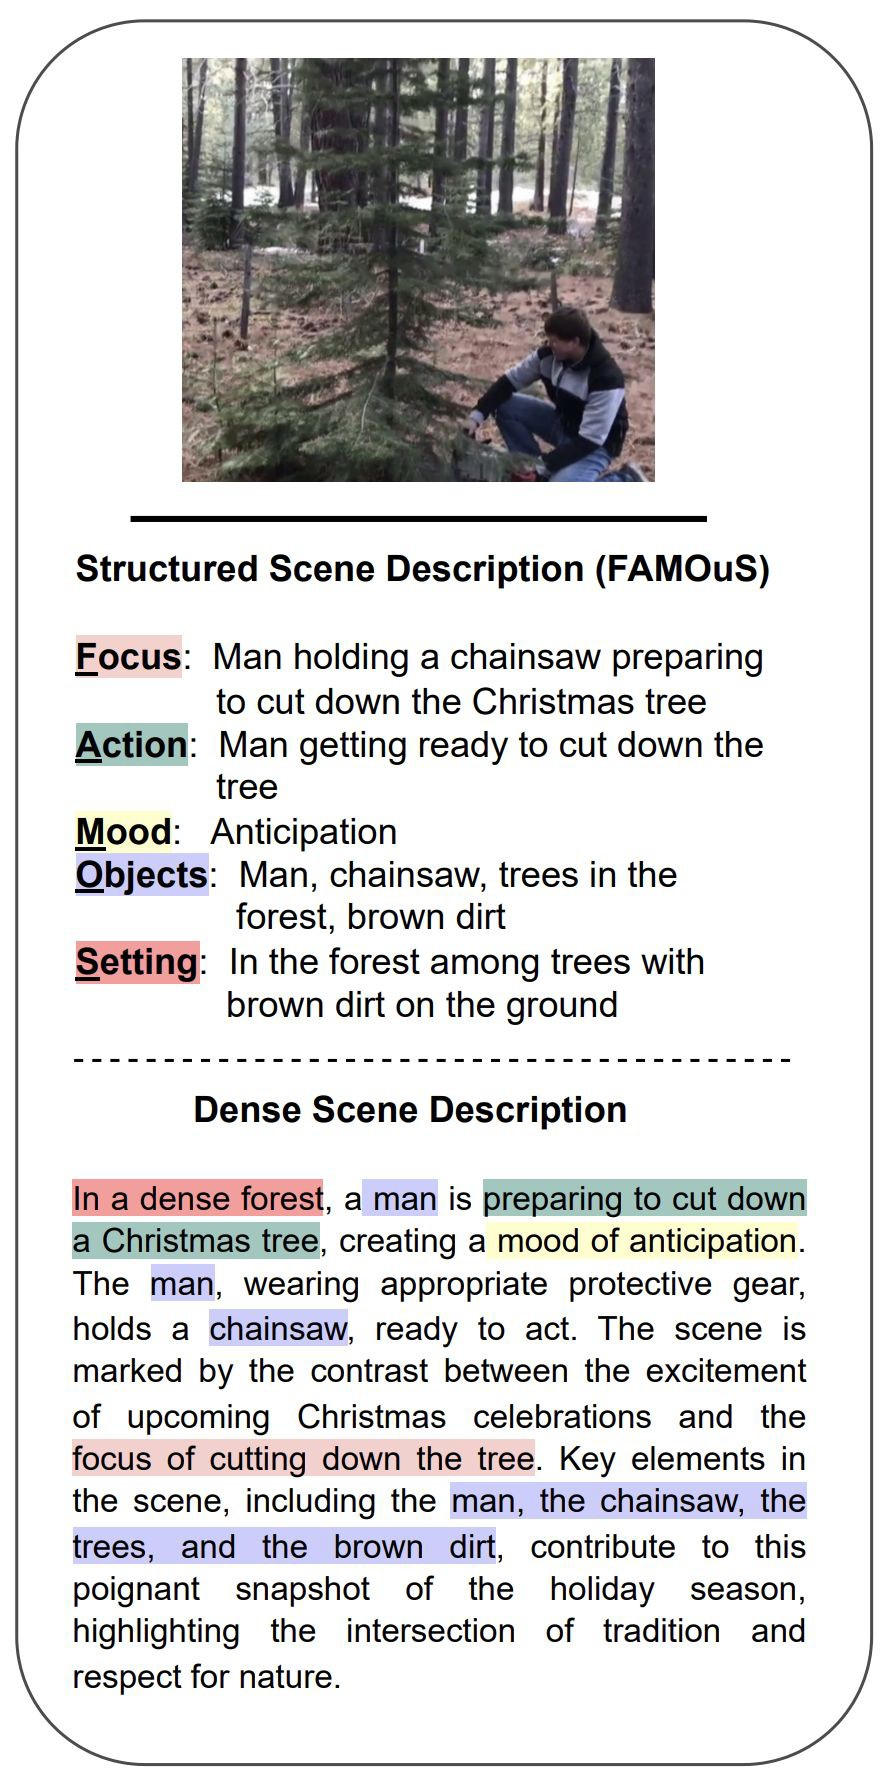 Structured Scene Description (FAMOuS)
Focus: Man holding a chainsaw preparing
to cut down the Christmas tree
Action: Man getting ready to cut down the
tree
Mood: Anticipation
Objects: Man, chainsaw, trees in the
forest, brown dirt
Setting: In the forest among trees with
brown dirt on the ground
Dense Scene Description
In a dense forest, a man is preparing to cut down
a Christmas tree, creating a mood of anticipation.
The man, wearing appropriate protective gear,
holds a chainsaw, ready to act. The scene is
marked by the contrast between the excitement
of upcoming Christmas celebrations and the
focus of cutting down the tree. Key elements in
the scene, including the man, the chainsaw, the
trees, and the brown dirt, contribute to this
poignant snapshot of the holiday season,
highlighting the intersection of tradition and
respect for nature.